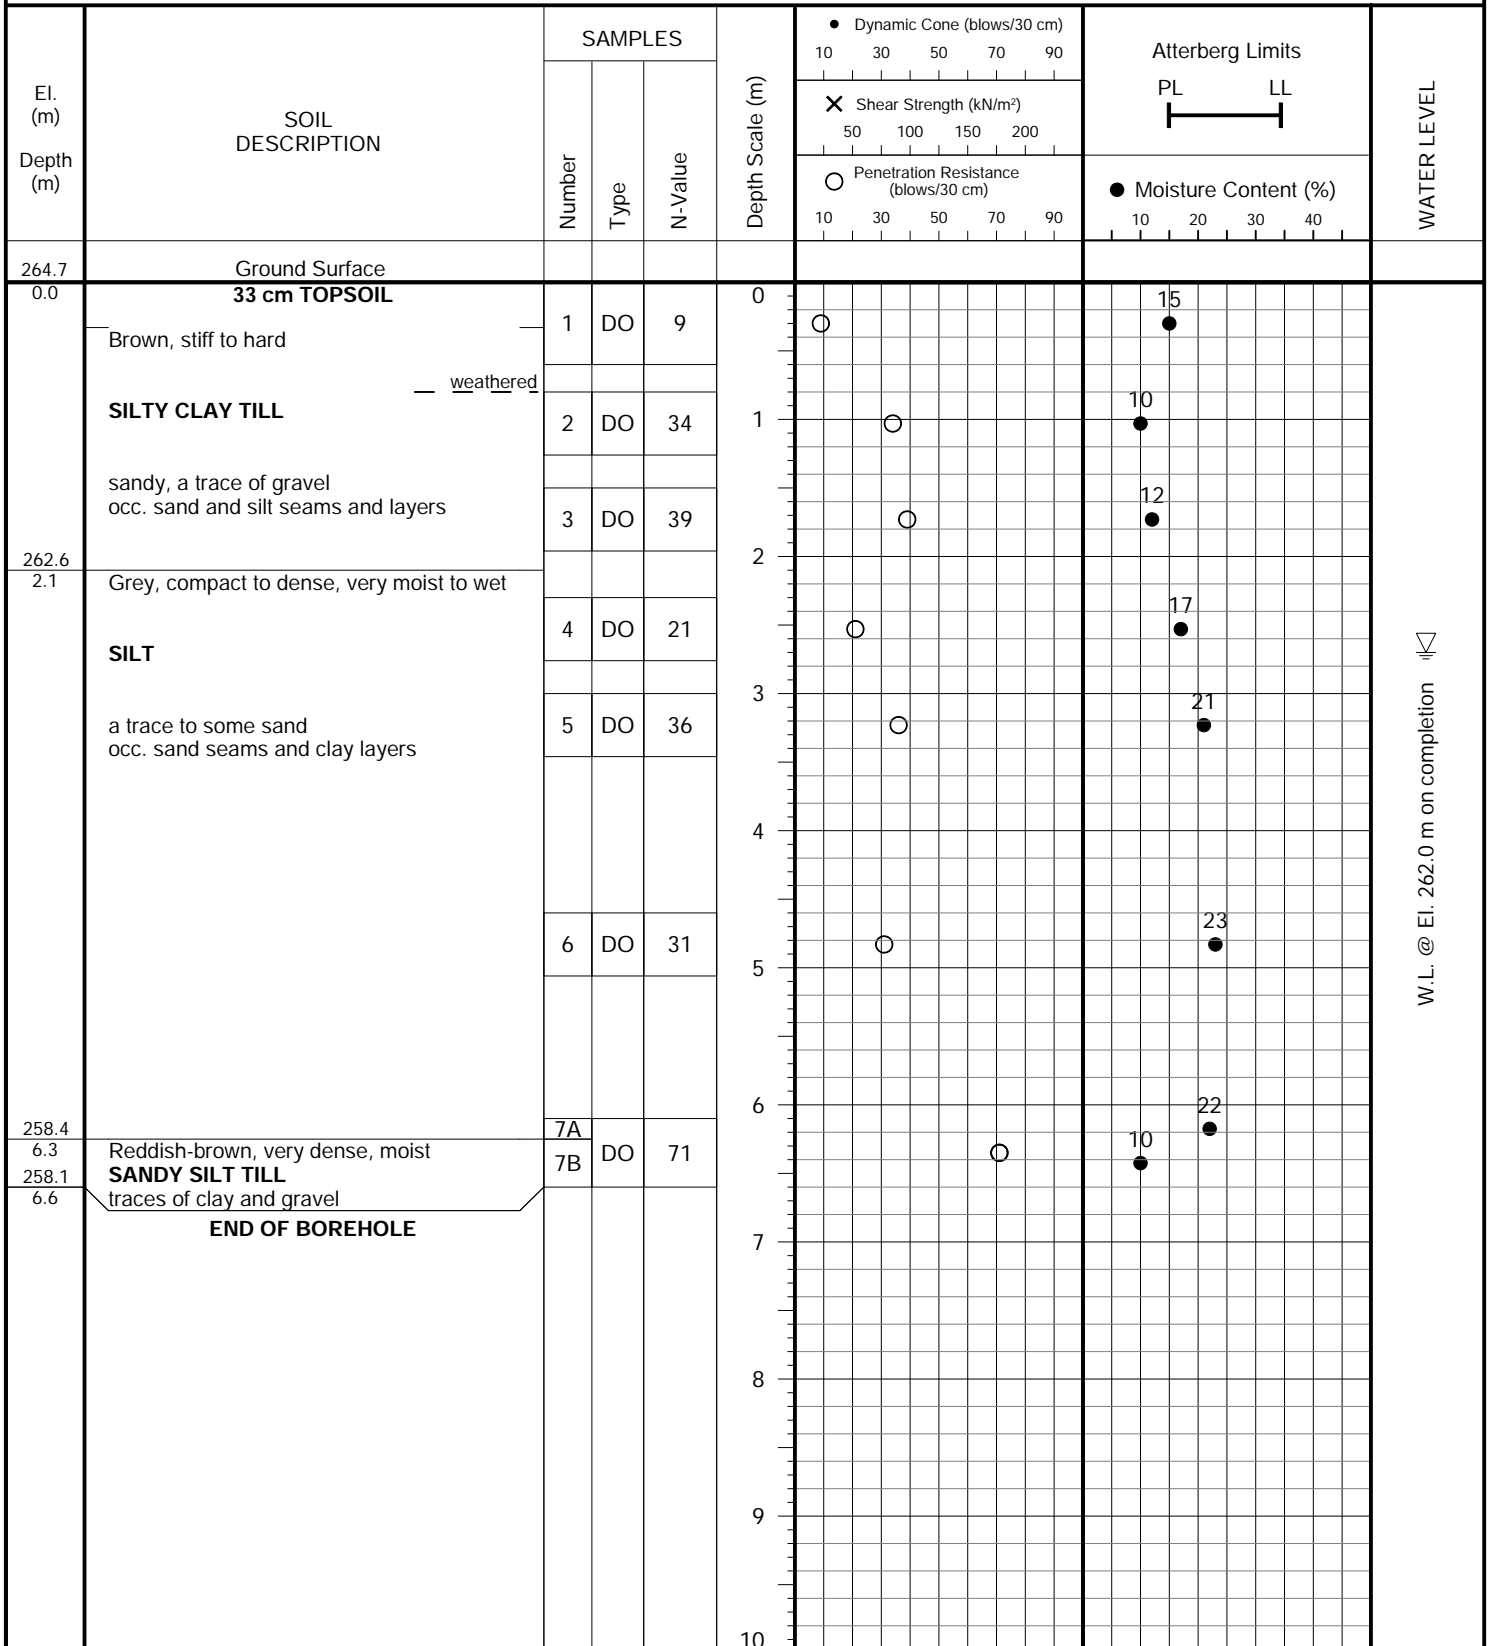 El.
(m)
Depth
(m)
SOIL
DESCRIPTION
SAMPLES
Number
Type
N-Value
Depth Scale (m)
Dynamic Cone (blows/30 cm)
10 30 50 70 90
Shear Strength (kN/m²)
50 100 150 200
Penetration Resistance
(blows/30 cm)
10 30 50 70 90
Atterberg Limits
PL LL
Moisture Content (%)
10 20 30 40
WATER LEVEL
264.7 Ground Surface
0.0 33 cm TOPSOIL
0
15
1 DO 9
Brown, stiff to hard
weathered
10
SILTY CLAY TILL
2 DO 34
1
sandy, a trace of gravel
12
occ. sand and silt seams and layers
3 DO 39
262.6
2
2.1 Grey, compact to dense, very moist to wet
17
4 DO 21
SILT
3
21
a trace to some sand
5 DO 36
occ. sand seams and clay layers
4
23
6 DO 31
5
W.L. @ El. 262.0 m on completion
6
22
258.4 7A
10
6.3 Reddish-brown, very dense, moist
DO 71
7B
258.1 SANDY SILT TILL
6.6 traces of clay and gravel
END OF BOREHOLE
7
8
9
10